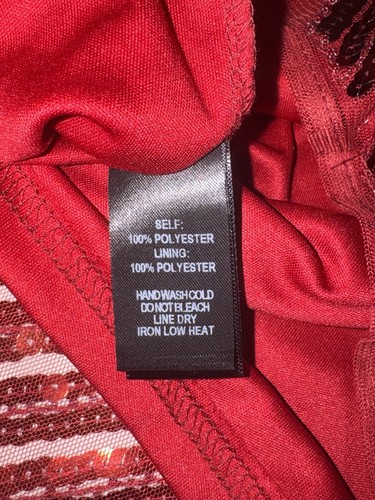 SELF:
100% POLYESTER
LINING:
100% POLYESTER
HAND WASH COLD
DO NOT BLEACH
LINE DRY
IRON LOW HEAT